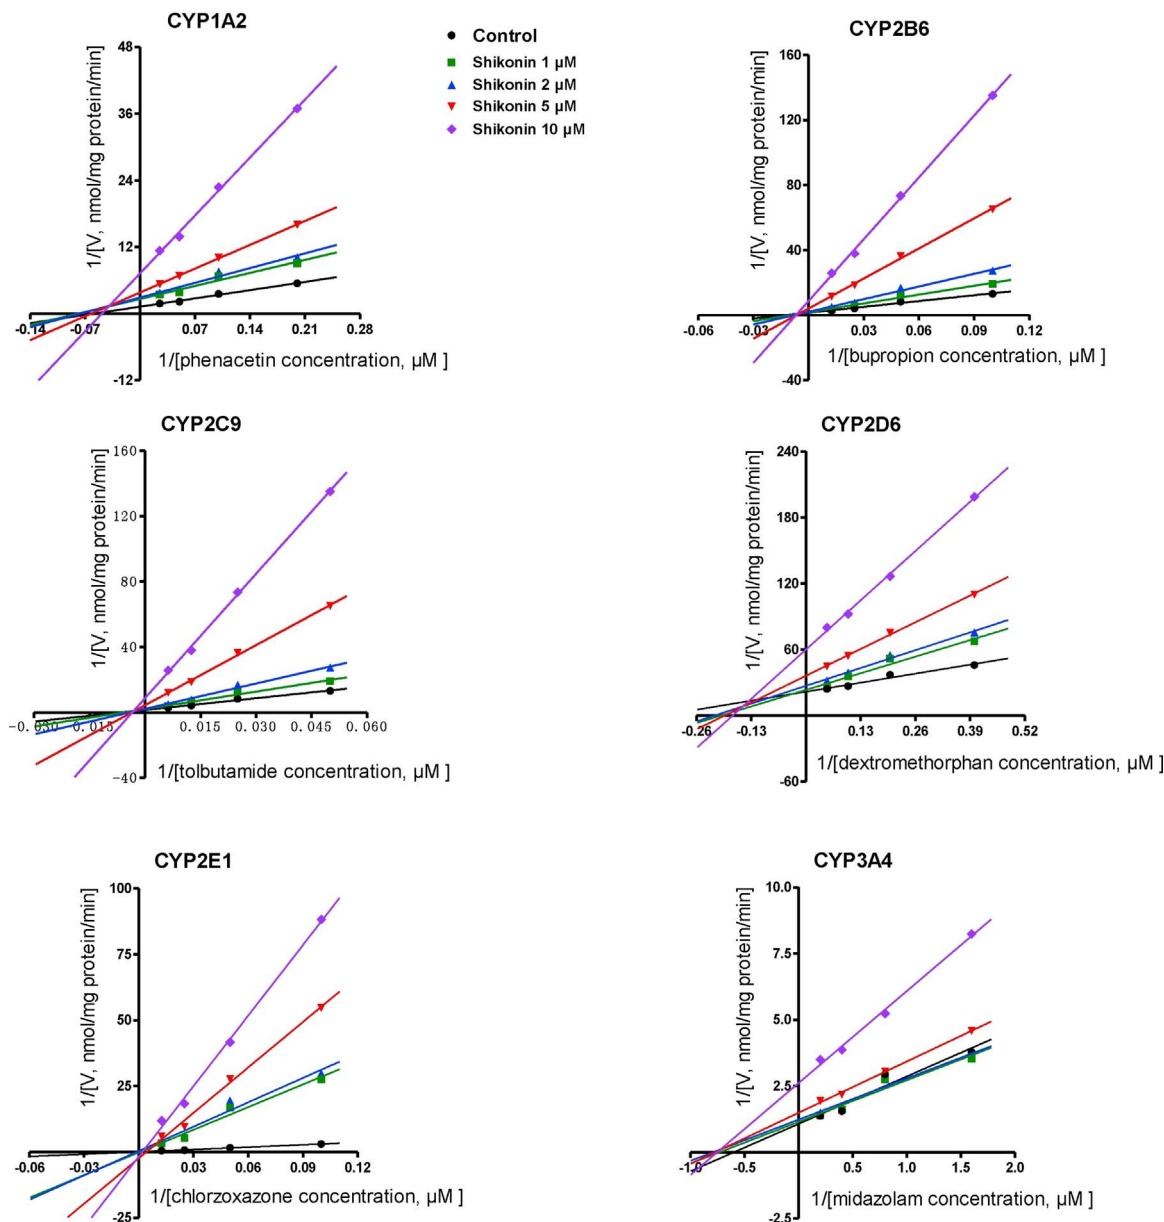 CYP1A2
48
36
24
12
-12
-0.14
-0.07
0.07
0.14
0.21
0.28
1/[V, nmol/mg protein/min]
1/[phenacetin concentration, µM ]
Control
Shikonin 1 µM
Shikonin 2 µM
Shikonin 5 µM
Shikonin 10 µM
CYP2B6
160
120
80
40
-40
-0.06
-0.03
0.03
0.06
0.09
0.12
1/[V, nmol/mg protein/min]
1/[bupropion concentration, µM ]
CYP2C9
160
120
80
40
-40
-0.030
-0.015
0.015
0.030
0.045
0.060
1/[V, nmol/mg protein/min]
1/[tolbutamide concentration, µM ]
CYP2D6
240
180
120
60
-60
-0.26
-0.13
0.13
0.26
0.39
0.52
1/[V, nmol/mg protein/min]
1/[dextromethorphan concentration, µM ]
CYP2E1
100
75
50
25
-25
-0.06
-0.03
0.03
0.06
0.09
0.12
1/[V, nmol/mg protein/min]
1/[chlorzoxazone concentration, µM ]
CYP3A4
10.0
7.5
5.0
2.5
-2.5
-1.0
-0.5
0.5
1.0
1.5
2.0
1/[V, nmol/mg protein/min]
1/[midazolam concentration, µM ]